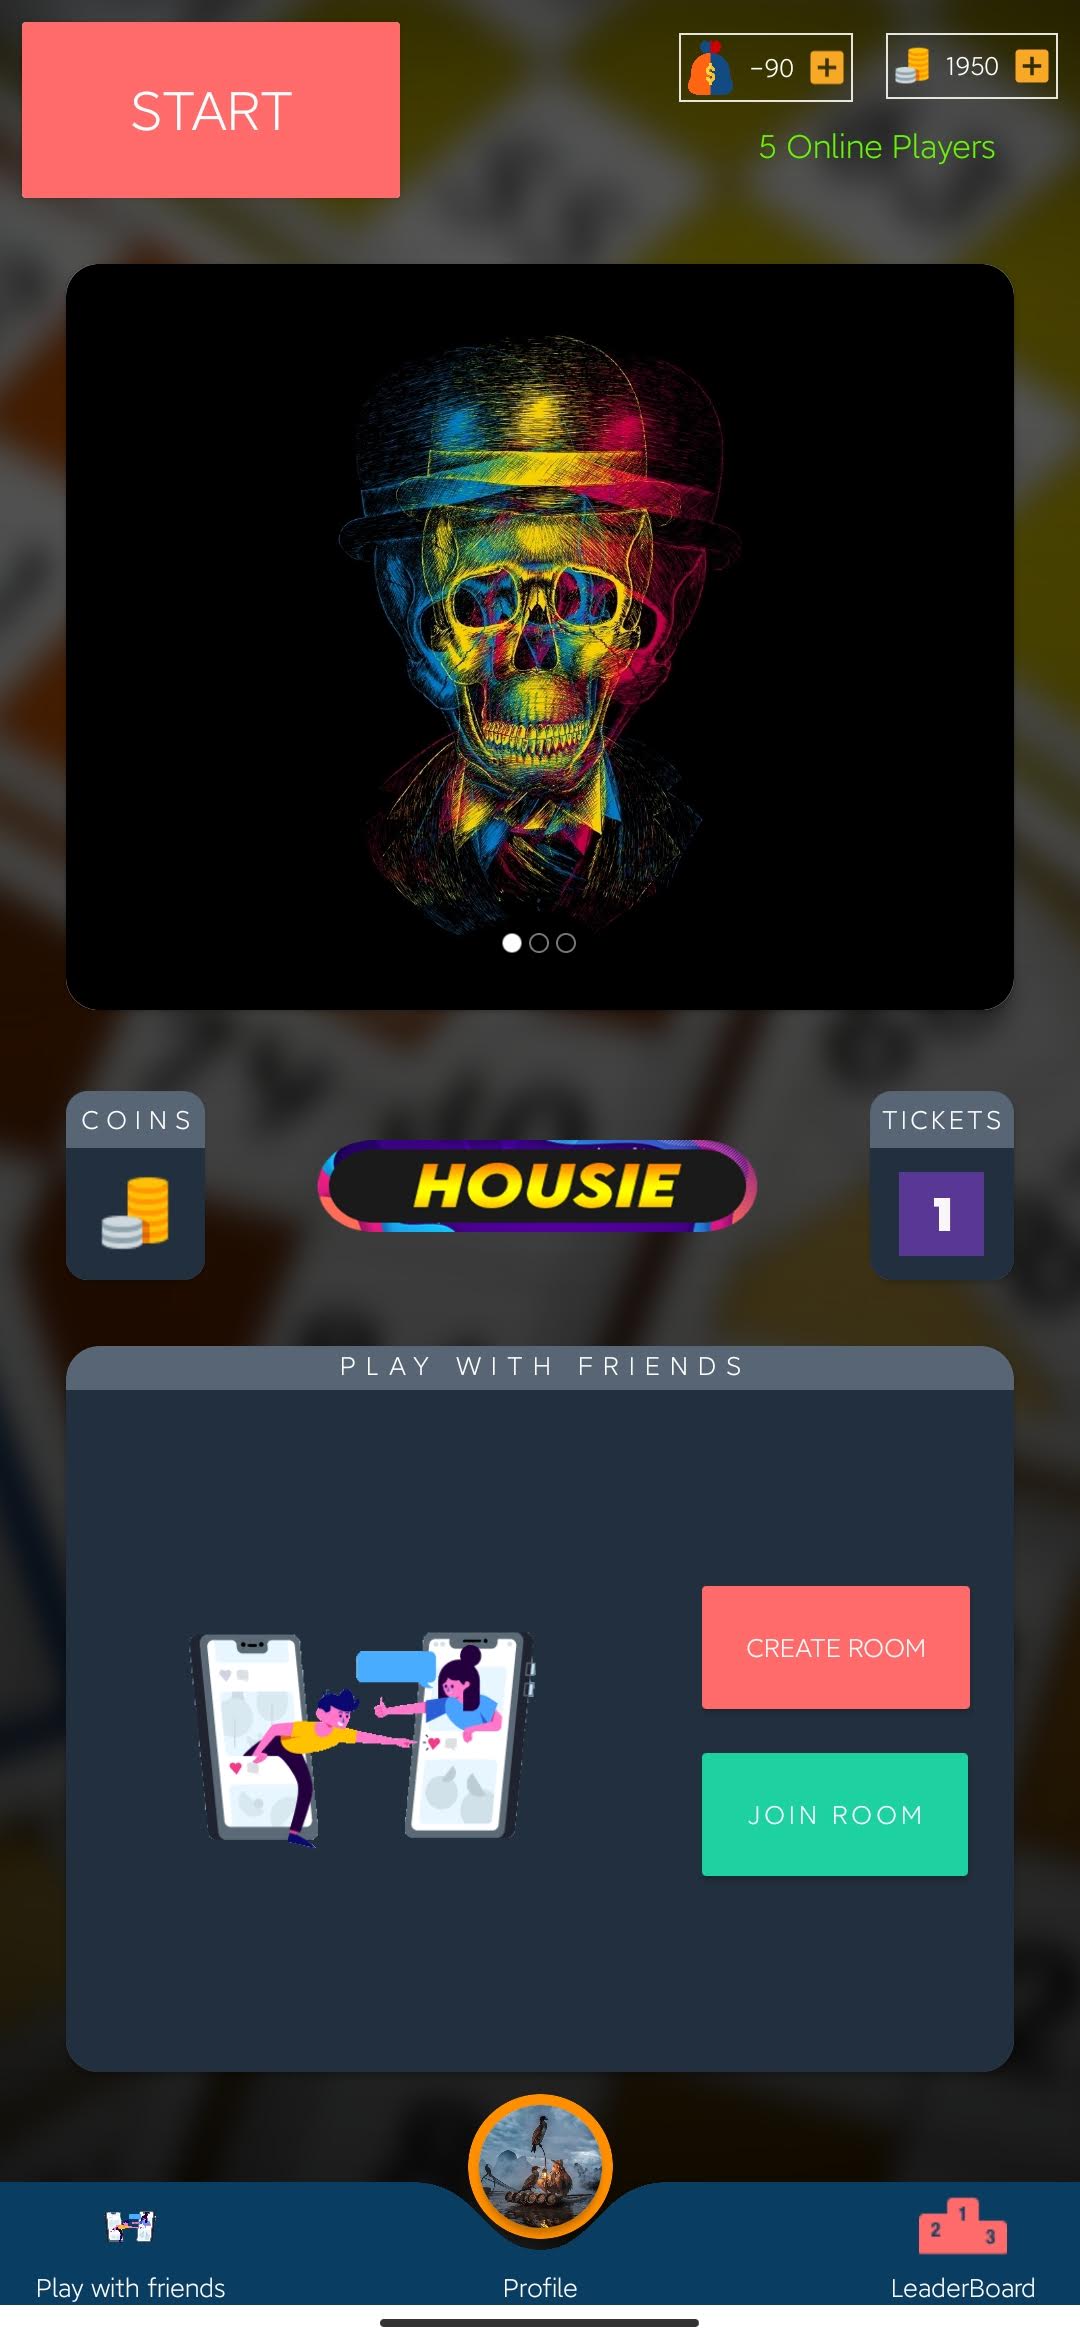 START
-90
1950
5 Online Players
COINS
HOUSIE
TICKETS
1
PLAY WITH FRIENDS
CREATE ROOM
JOIN ROOM
1
2
3
Play with friends
Profile
LeaderBoard